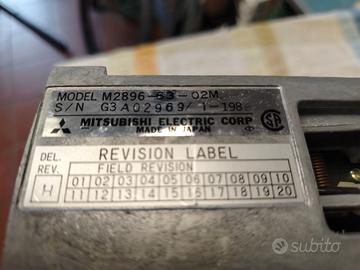 MODEL M2896-63-02M
S/N G3A02969/ 1-198
MITSUBISHI ELECTRIC CORP
MADE IN JAPAN
DEL. REVISION LABEL
REV. FIELD REVISION
H 01 02 03 04 05 06 07 08 09 10
11 12 13 14 15 16 17 18 19 20
subito